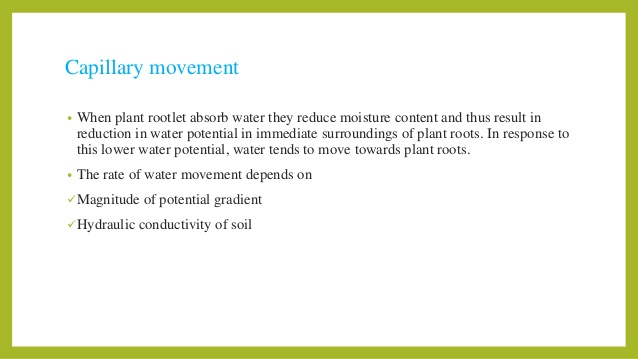 Capillary movement
• When plant rootlet absorb water they reduce moisture content and thus result in
reduction in water potential in immediate surroundings of plant roots. In response to
this lower water potential, water tends to move towards plant roots.
• The rate of water movement depends on
✓Magnitude of potential gradient
✓Hydraulic conductivity of soil